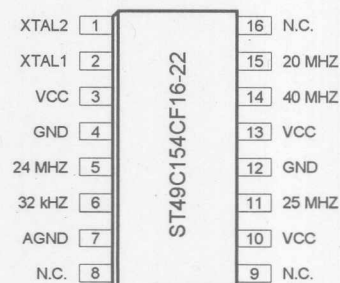 XTAL2 1 16 N.C.
XTAL1 2 15 20 MHZ
VCC 3 14 40 MHZ
GND 4 13 VCC
24 MHZ 5 12 GND
32 kHZ 6 11 25 MHZ
AGND 7 10 VCC
N.C. 8 9 N.C.
ST49C154CF16-22